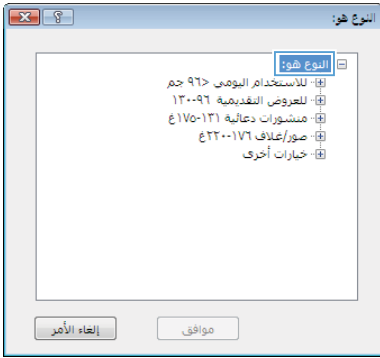 النوع هو:
النوع هو:
للاستخدام اليومي <٩٦ جم
للعروض التقديمية ٩٦-١٣٠
منشورات دعائية ١٣١-١٧٥غ
صور/غلاف ١٧٦-٢٢٠غ
خيارات أخرى
موافق
إلغاء الأمر